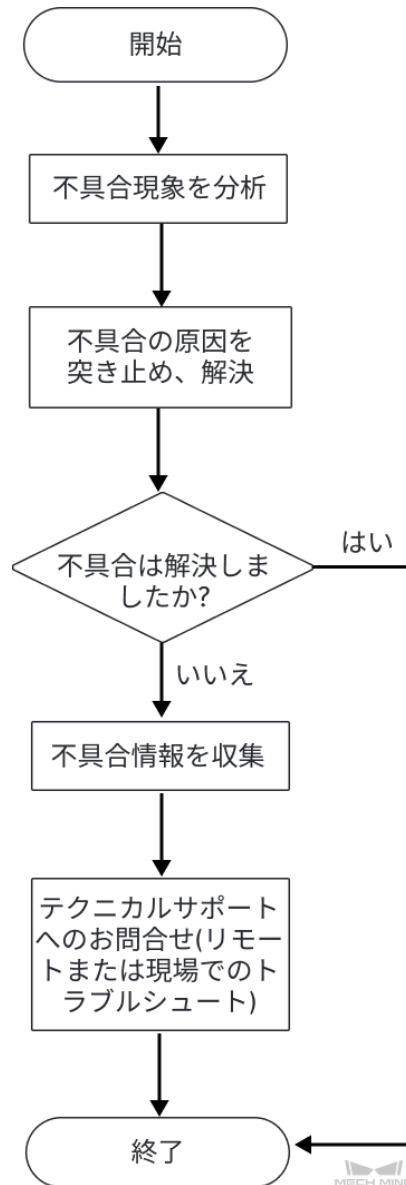 開始
不具合現象を分析
不具合の原因を
突き止め、解決
不具合は解決しま
したか?
はい
いいえ
不具合情報を収集
テクニカルサポート
へのお問合せ(リモー
トまたは現場でのト
ラブルシュート)
終了
MECH MIND